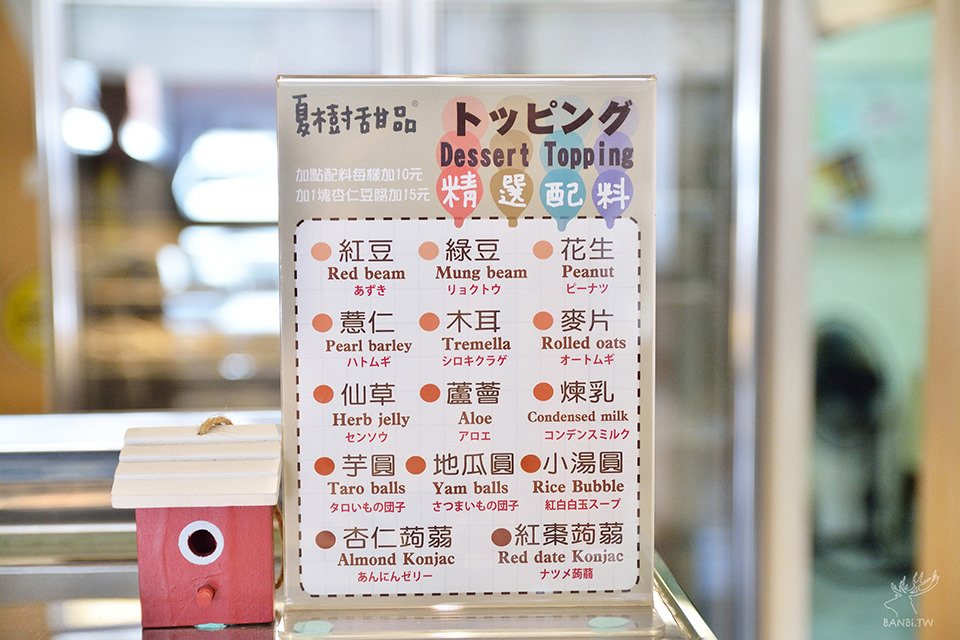 夏樹甜品®
トッピング
Dessert Topping
加點配料每樣加10元
加1塊杏仁豆腐加15元
精選配料
紅豆 綠豆 花生
Red beam Mung beam Peanut
あずき リョクトウ ピーナツ
薏仁 木耳 麥片
Pearl barley Tremella Rolled oats
ハトムギ シロキクラゲ オートムギ
仙草 蘆薈 煉乳
Herb jelly Aloe Condensed milk
センソウ アロエ コンデンスミルク
芋圓 地瓜圓 小湯圓
Taro balls Yam balls Rice Bubble
タロいもの団子 さつまいもの団子 紅白白玉スープ
杏仁蒟蒻 紅棗蒟蒻
Almond Konjac Red date Konjac
あんにんゼリー ナツメ蒟蒻
BANBI.TW